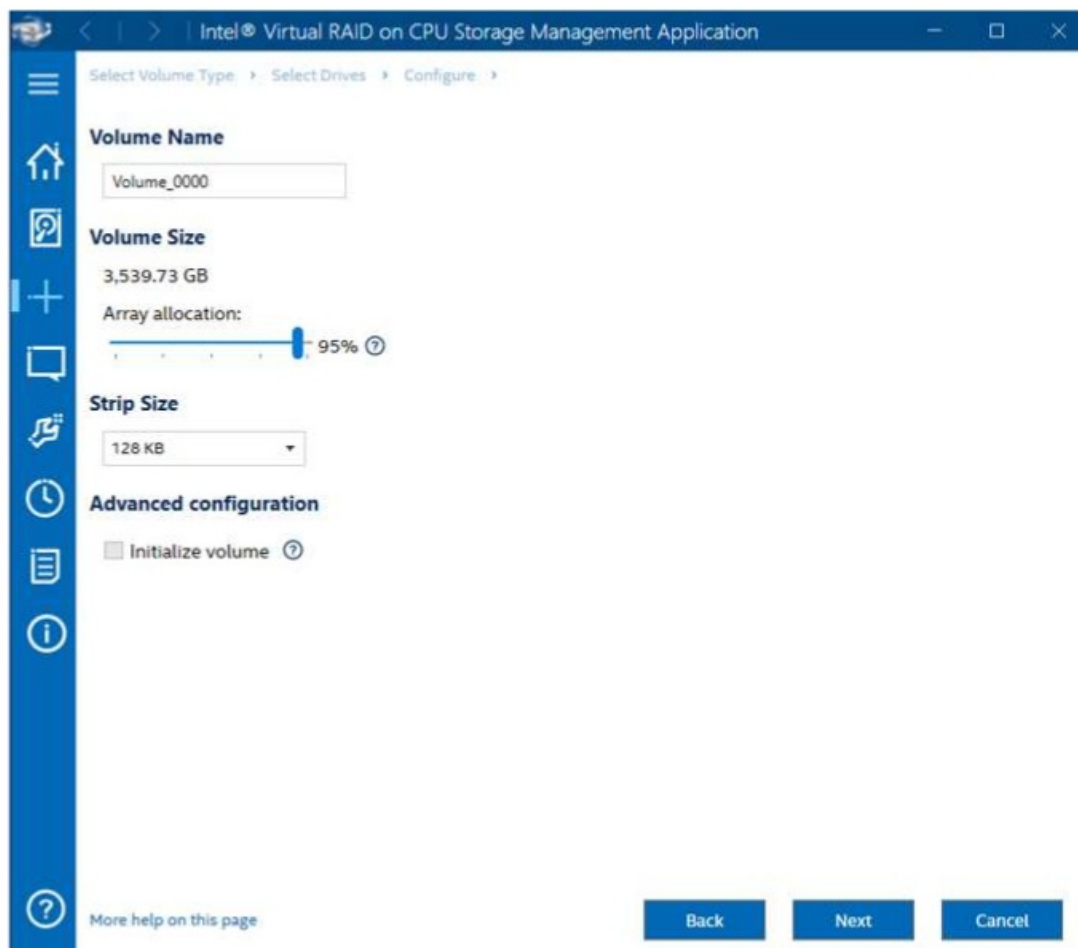 Intel® Virtual RAID on CPU Storage Management Application
Select Volume Type › Select Drives › Configure ›
Volume Name
Volume_0000
Volume Size
3,539.73 GB
Array allocation:
95% ?
Strip Size
128 KB
Advanced configuration
Initialize volume ?
More help on this page
Back Next Cancel